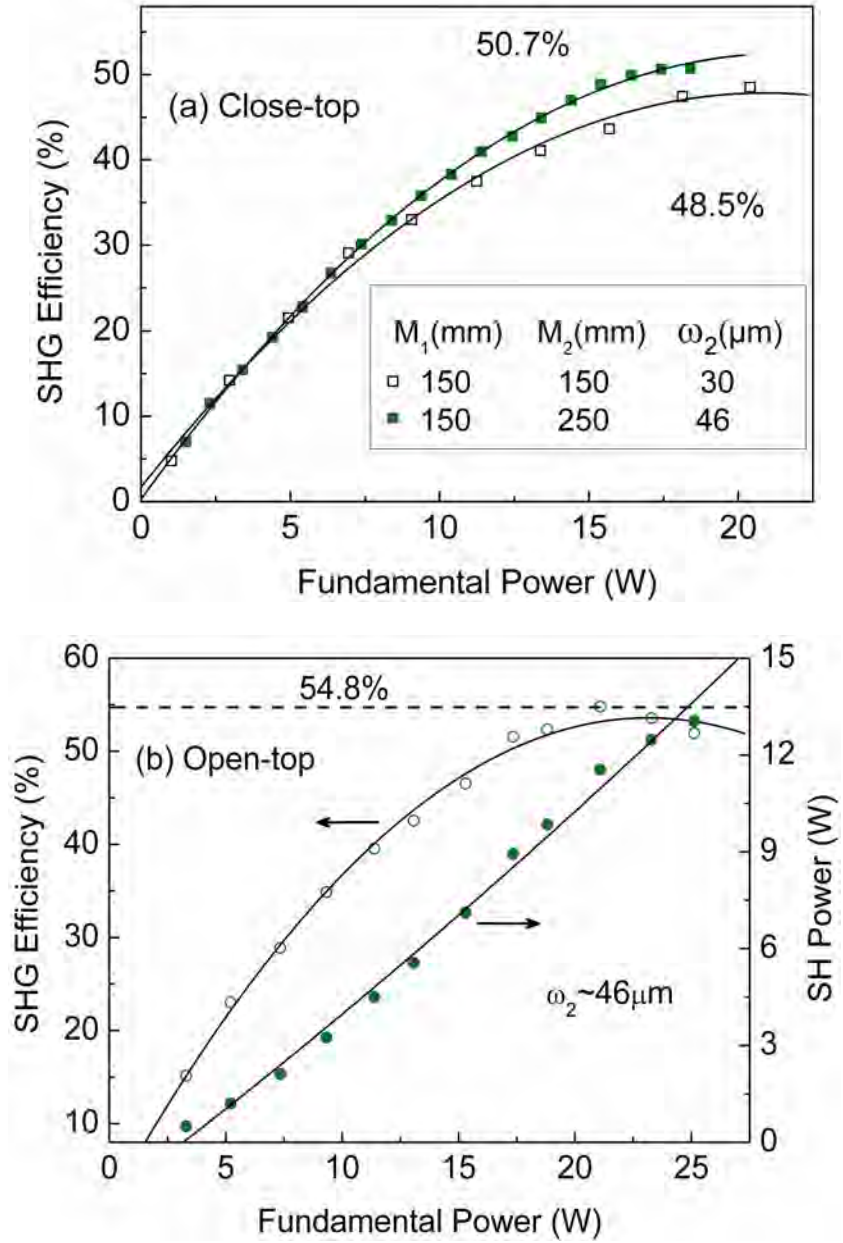 50.7%
50
(a) Close-top
40
48.5%
30
M₁(mm) M₂(mm) ω₂(μm)
20
150 150 30
10
150 250 46
0
SHG Efficiency (%)
0 5 10 15 20
Fundamental Power (W)
60 15
54.8%
50 12
(b) Open-top
40 9
30 6
ω₂~46μm
20 3
10 0
SHG Efficiency (%)
SH Power (W)
0 5 10 15 20 25
Fundamental Power (W)